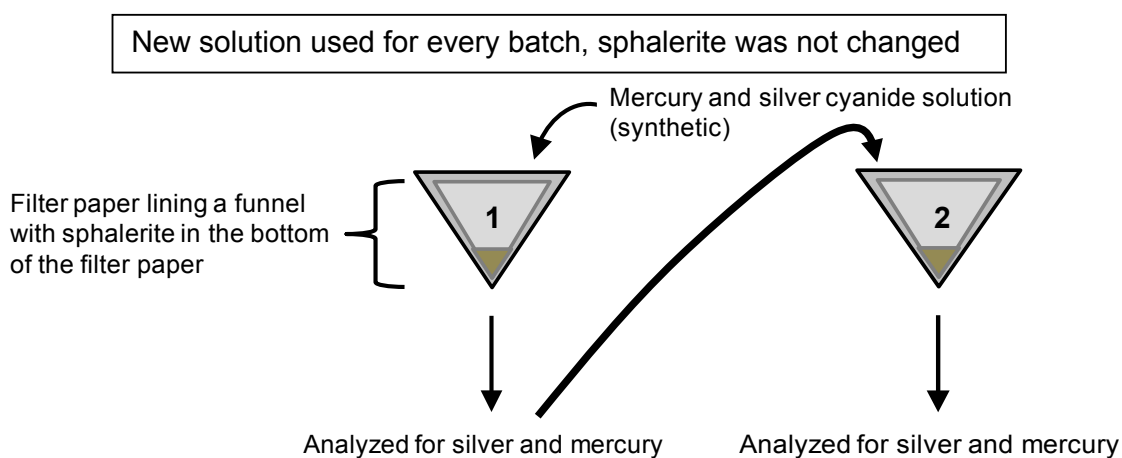 New solution used for every batch, sphalerite was not changed
Mercury and silver cyanide solution
(synthetic)
Filter paper lining a funnel
with sphalerite in the bottom
of the filter paper
1
2
Analyzed for silver and mercury
Analyzed for silver and mercury